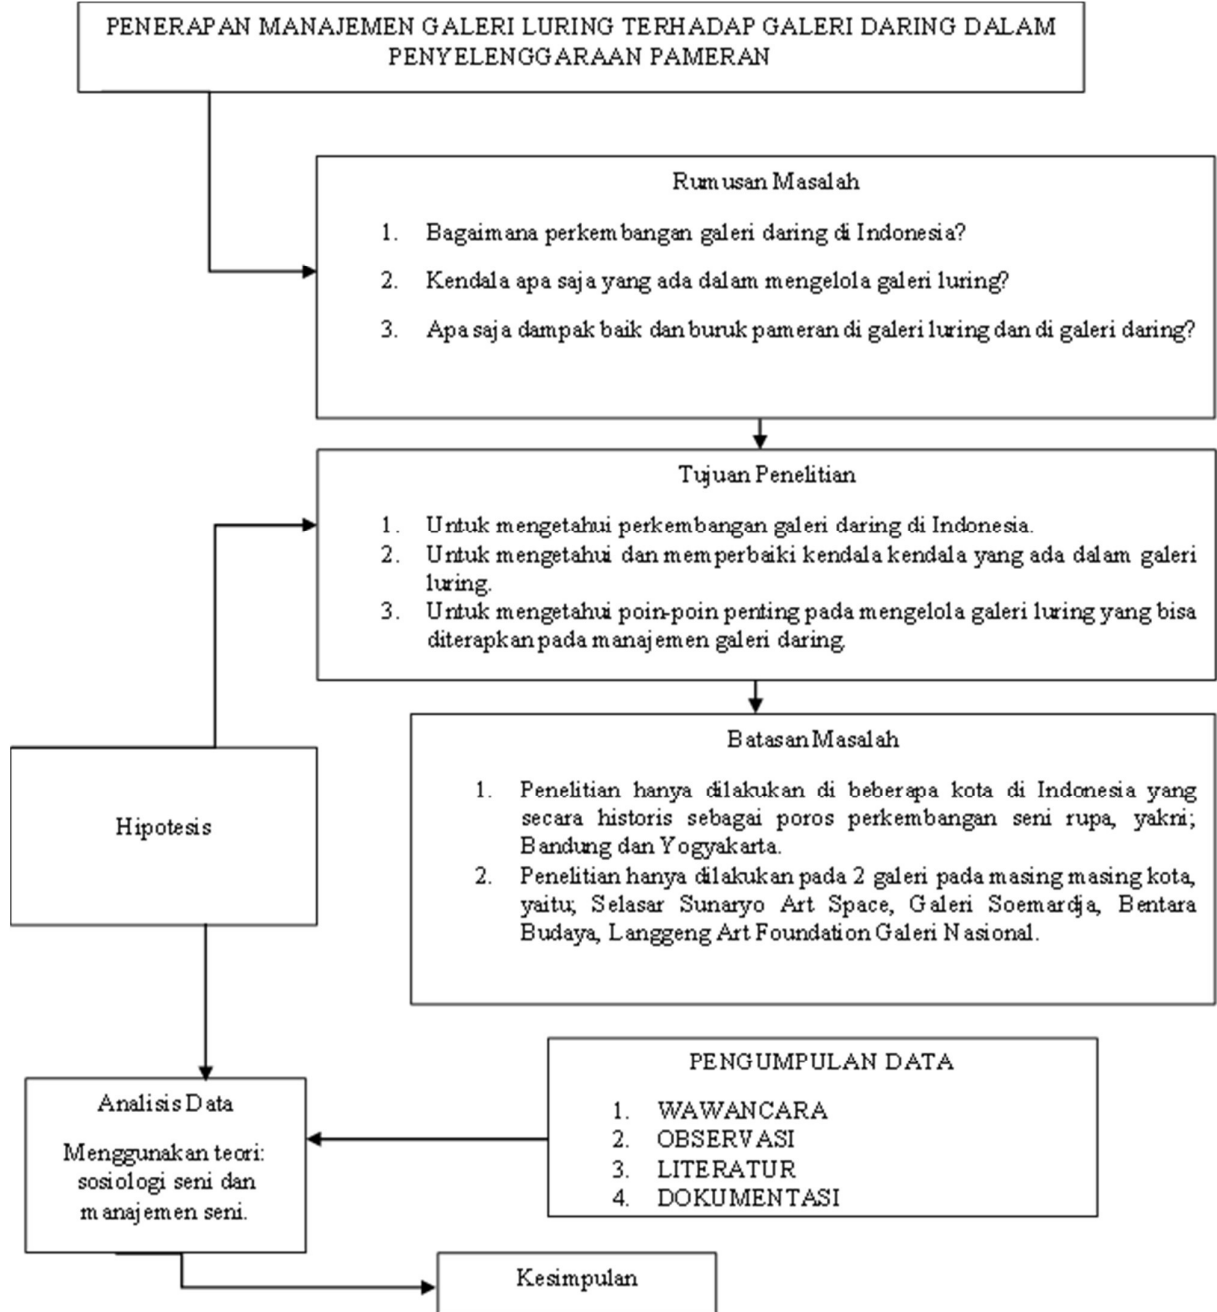 PENERAPAN MANAJEMEN GALERI LURING TERHADAP GALERI DARING DALAM
PENYELENGGARAAN PAMERAN
Rumusan Masalah
1. Bagaimana perkembangan galeri daring di Indonesia?
2. Kendala apa saja yang ada dalam mengelola galeri luring?
3. Apa saja dampak baik dan buruk pameran di galeri luring dan di galeri daring?
Tujuan Penelitian
1. Untuk mengetahui perkembangan galeri daring di Indonesia.
2. Untuk mengetahui dan memperbaiki kendala kendala yang ada dalam galeri
luring.
3. Untuk mengetahui poin-poin penting pada mengelola galeri luring yang bisa
diterapkan pada manajemen galeri daring.
Batasan Masalah
1. Penelitian hanya dilakukan di beberapa kota di Indonesia yang
secara historis sebagai poros perkembangan seni rupa, yakni;
Bandung dan Yogyakarta.
2. Penelitian hanya dilakukan pada 2 galeri pada masing masing kota,
yaitu; Selasar Sunaryo Art Space, Galeri Soemardja, Bentara
Budaya, Langgeng Art Foundation Galeri Nasional.
Hipotesis
PENGUMPULAN DATA
1. WAWANCARA
2. OBSERVASI
3. LITERATUR
4. DOKUMENTASI
Analisis Data
Menggunakan teori:
sosiologi seni dan
manajemen seni.
Kesimpulan